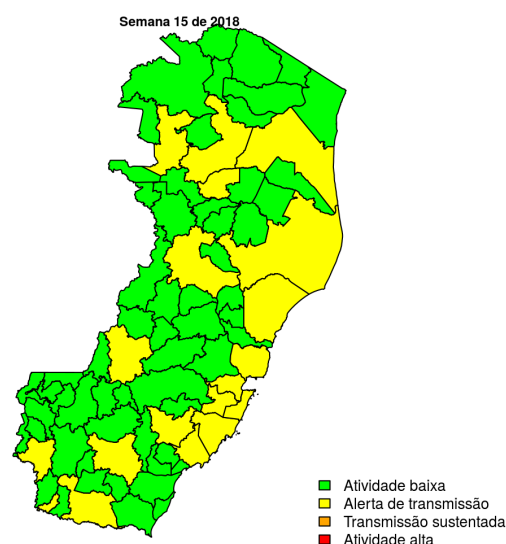 Semana 15 de 2018
Atividade baixa
Alerta de transmissão
Transmissão sustentada
Atividade alta